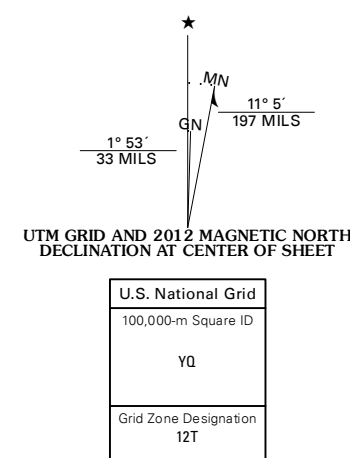 ★
MN
GN
11° 5´
197 MILS
1° 53´
33 MILS
UTM GRID AND 2012 MAGNETIC NORTH
DECLINATION AT CENTER OF SHEET
U.S. National Grid
100,000-m Square ID
YQ
Grid Zone Designation
12T